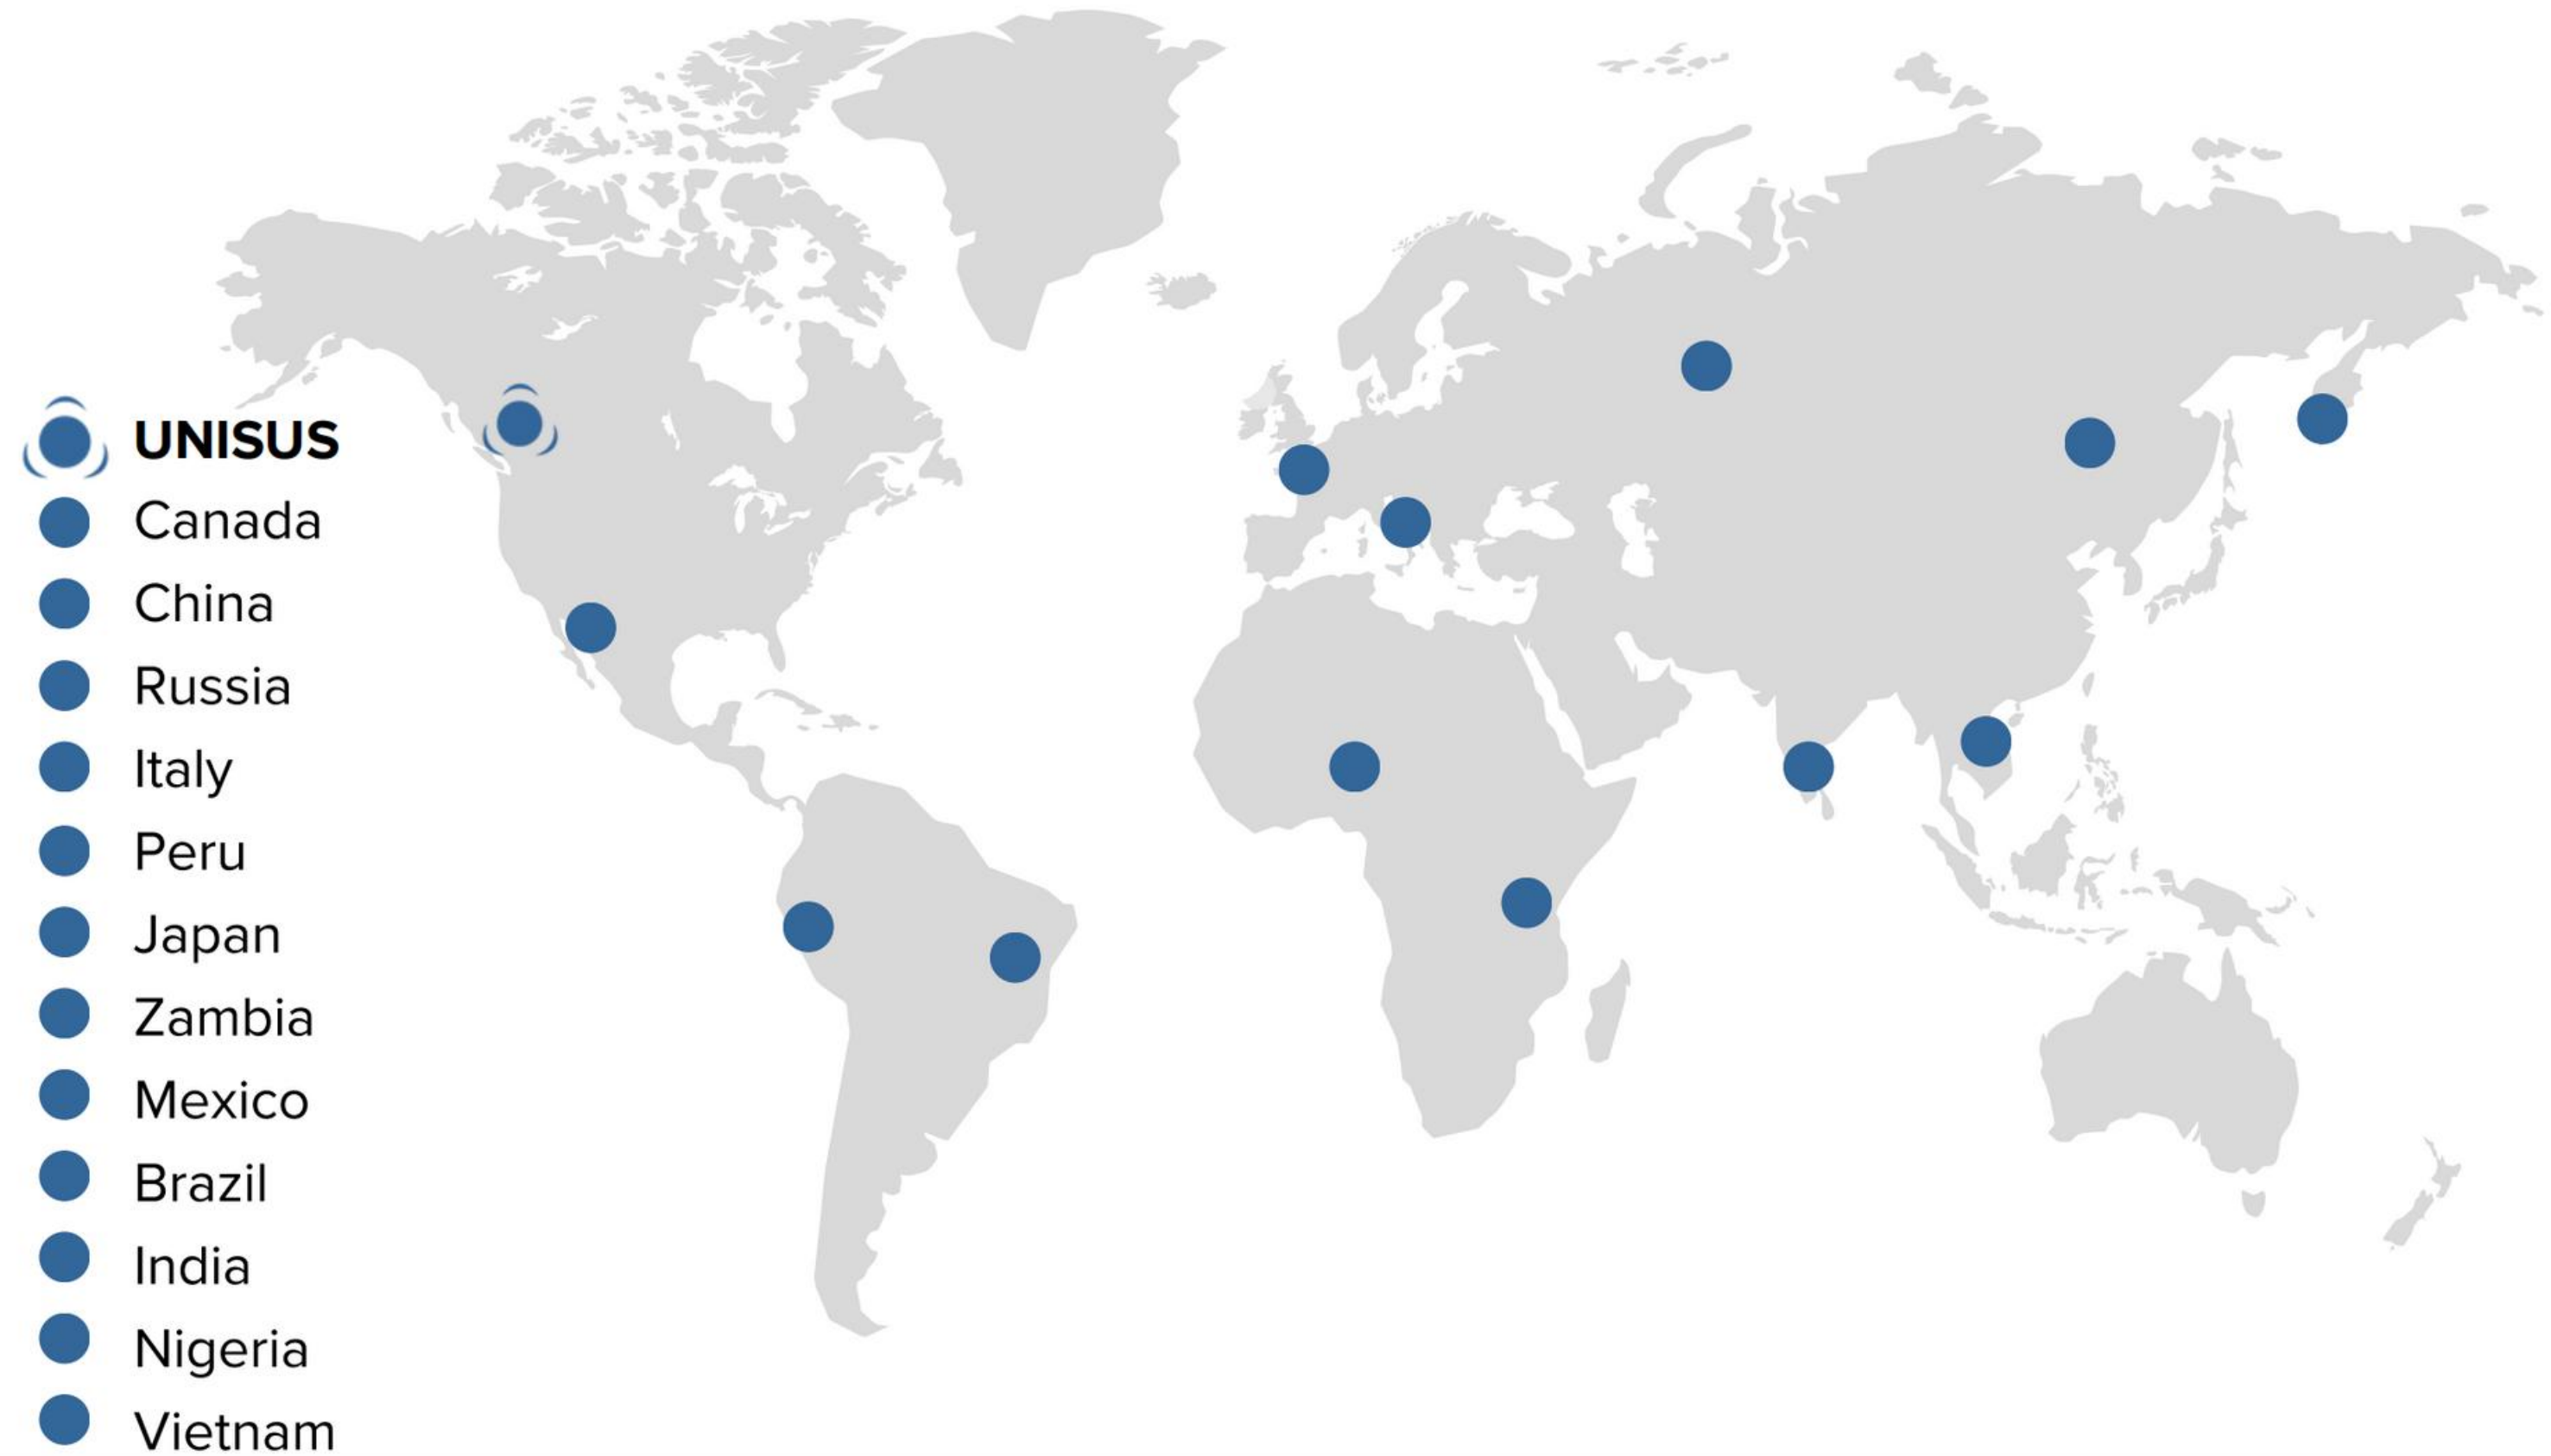 UNISUS
Canada
China
Russia
Italy
Peru
Japan
Zambia
Mexico
Brazil
India
Nigeria
Vietnam